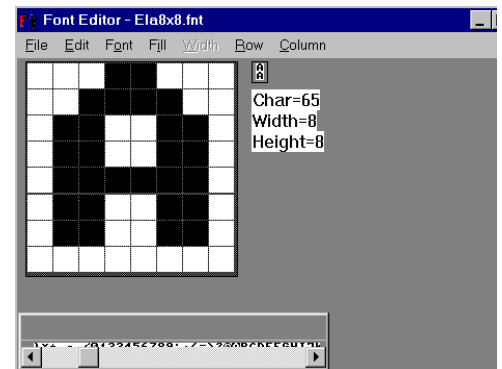 Font Editor - Ela8x8.fnt
File Edit Font Fill Width Row Column
A
A
Char=65
Width=8
Height=8